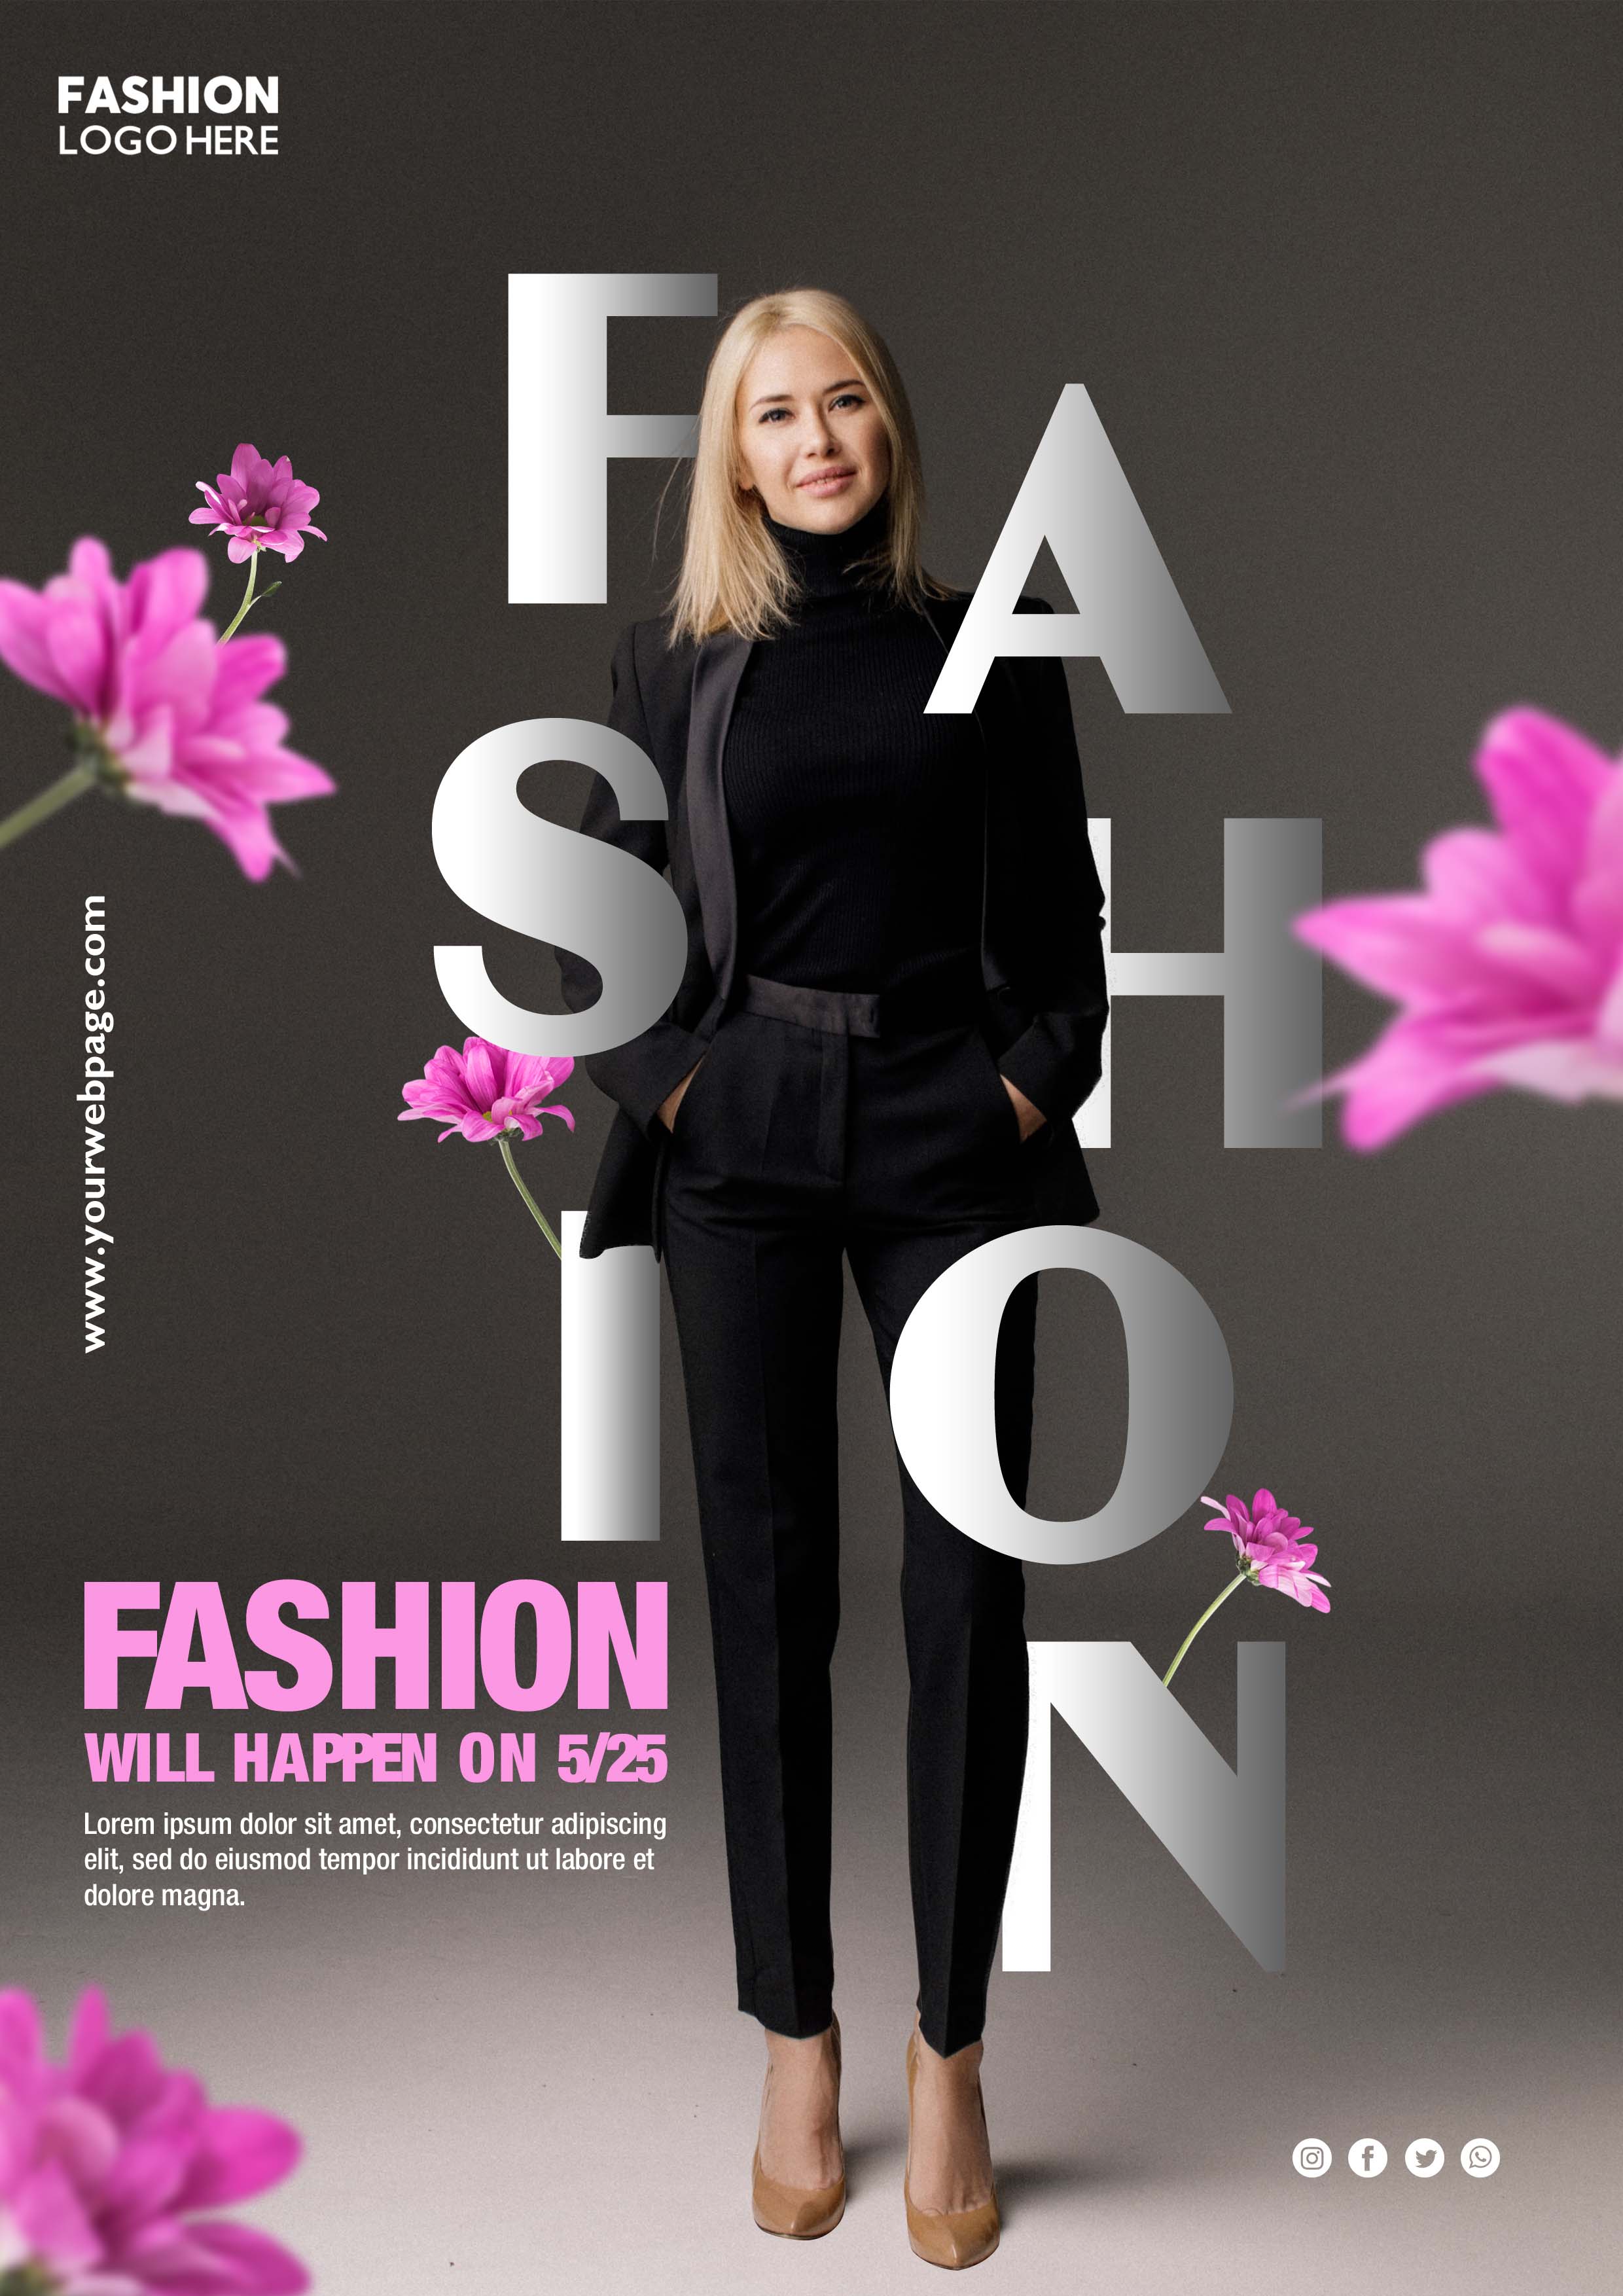 FASHION
LOGO HERE
F
A
S
H
I
O
N
www.yourwebpage.com
FASHION
WILL HAPPEN ON 5/25
Lorem ipsum dolor sit amet, consectetur adipiscing
elit, sed do eiusmod tempor incididunt ut labore et
dolore magna.